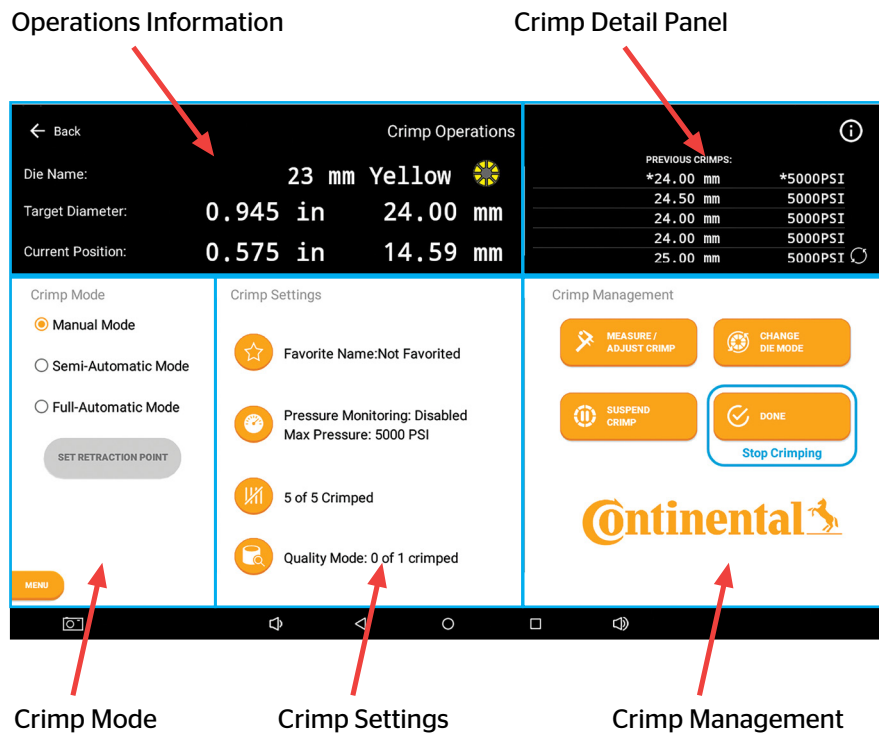 Operations Information
Crimp Detail Panel
Back
Crimp Operations
Die Name:
23 mm Yellow
Target Diameter:
0.945 in 24.00 mm
Current Position:
0.575 in 14.59 mm
PREVIOUS CRIMPS:
*24.00 mm *5000PSI
24.50 mm 5000PSI
24.00 mm 5000PSI
24.00 mm 5000PSI
25.00 mm 5000PSI
Crimp Mode
Manual Mode
Semi-Automatic Mode
Full-Automatic Mode
SET RETRACTION POINT
MENU
Crimp Settings
Favorite Name:Not Favorited
Pressure Monitoring: Disabled
Max Pressure: 5000 PSI
5 of 5 Crimped
Quality Mode: 0 of 1 crimped
Crimp Management
MEASURE /
ADJUST CRIMP
CHANGE
DIE MODE
SUSPEND
CRIMP
DONE
Stop Crimping
Continental
Crimp Mode
Crimp Settings
Crimp Management